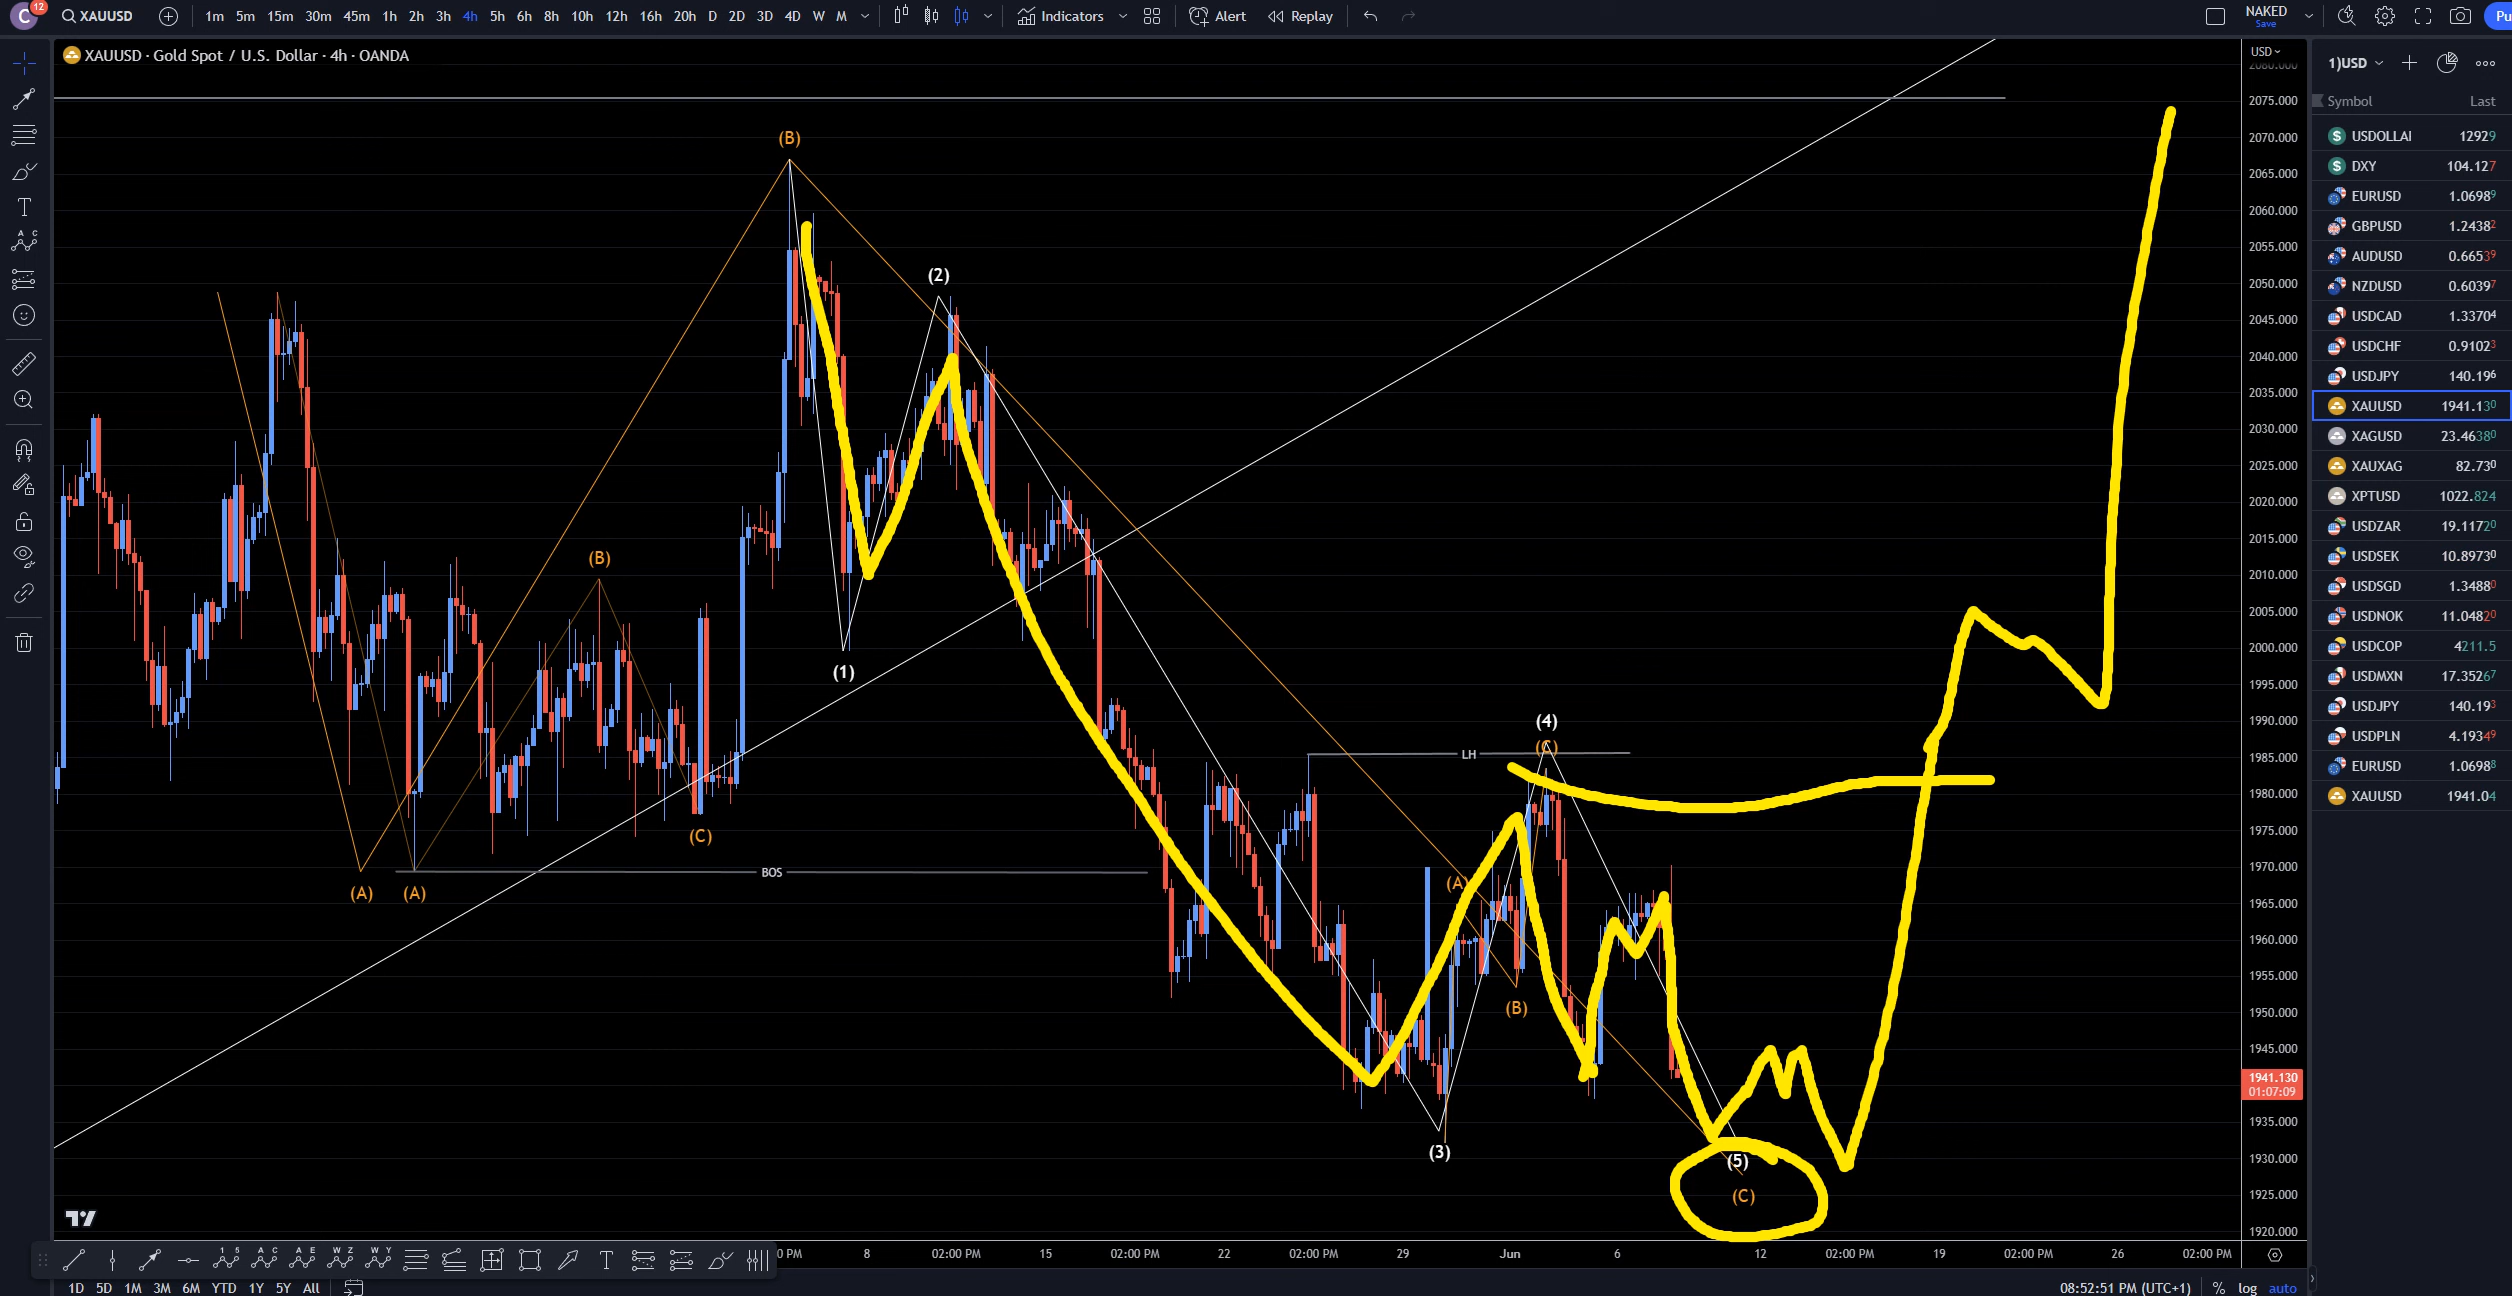 C 12 XAUUSD 1m 5m 15m 30m 45m 1h 2h 3h 4h 5h 6h 8h 10h 12h 16h 20h D 2D 3D 4D W M Indicators Alert Replay NAKED Pu
Save
XAUUSD · Gold Spot / U.S. Dollar · 4h · OANDA
USD
2080.000
2075.000
2070.000
2065.000
2060.000
2055.000
2050.000
2045.000
2040.000
2035.000
2030.000
2025.000
2020.000
2015.000
2010.000
2005.000
2000.000
1995.000
1990.000
1985.000
1980.000
1975.000
1970.000
1965.000
1960.000
1955.000
1950.000
1945.000
1941.130
01:07:09
1935.000
1930.000
1925.000
1920.000
(B)
(2)
(B)
(1)
(4)
(C)
LH
(C)
BOS
(A)
(A) (A)
(B)
(3)
(5)
(C)
0 PM 8 02:00 PM 15 02:00 PM 22 02:00 PM 29 Jun 6 12 02:00 PM 19 02:00 PM 26 02:00 PM
1D 5D 1M 3M 6M YTD 1Y 5Y All
08:52:51 PM (UTC+1) % log auto
1)USD
Symbol Last
USDOLLAI 12929
DXY 104.127
EURUSD 1.06989
GBPUSD 1.24382
AUDUSD 0.66539
NZDUSD 0.60397
USDCAD 1.33704
USDCHF 0.91023
USDJPY 140.196
XAUUSD 1941.130
XAGUSD 23.46380
XAUXAG 82.730
XPTUSD 1022.824
USDZAR 19.11720
USDSEK 10.89730
USDSGD 1.34880
USDNOK 11.04820
USDCOP 4211.5
USDMXN 17.35267
USDJPY 140.193
USDPLN 4.19349
EURUSD 1.06988
XAUUSD 1941.04